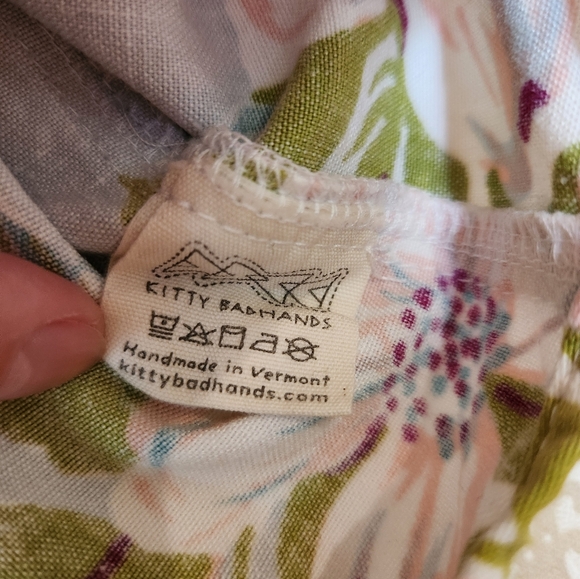 KITTY BADHANDS
Handmade in Vermont
kittybadhands.com